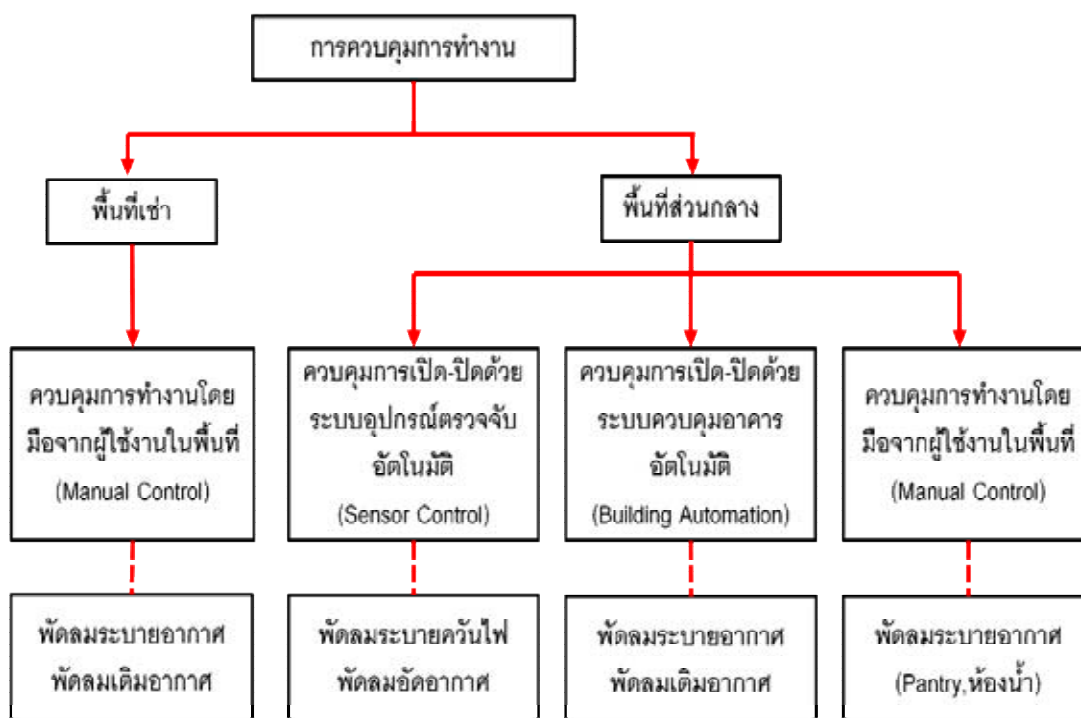 การควบคุมการทำงาน
พื้นที่เช่า
พื้นที่ส่วนกลาง
ควบคุมการทำงานโดย
มือจากผู้ใช้งานในพื้นที่
(Manual Control)
ควบคุมการเปิด-ปิดด้วย
ระบบอุปกรณ์ตรวจจับ
อัตโนมัติ
(Sensor Control)
ควบคุมการเปิด-ปิดด้วย
ระบบควบคุมอาคาร
อัตโนมัติ
(Building Automation)
ควบคุมการทำงานโดย
มือจากผู้ใช้งานในพื้นที่
(Manual Control)
พัดลมระบายอากาศ
พัดลมเติมอากาศ
พัดลมระบายควันไฟ
พัดลมอัดอากาศ
พัดลมระบายอากาศ
พัดลมเติมอากาศ
พัดลมระบายอากาศ
(Pantry,ห้องน้ำ)